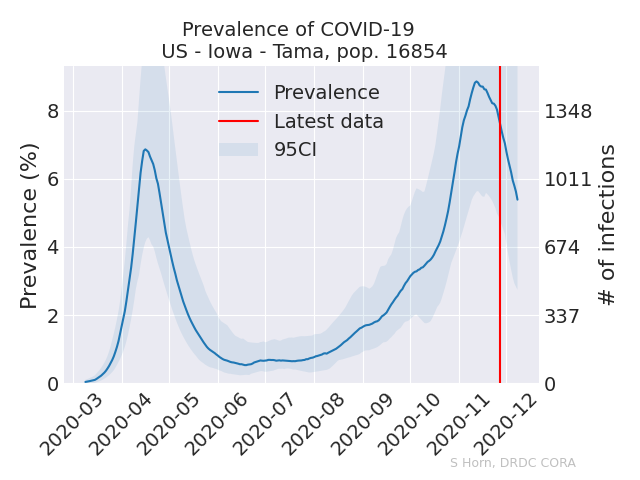 Prevalence of COVID-19
US - Iowa - Tama, pop. 16854
Prevalence
Latest data
95CI
Prevalence (%)
8
6
4
2
0
1348
1011
674
337
0
# of infections
2020-03
2020-04
2020-05
2020-06
2020-07
2020-08
2020-09
2020-10
2020-11
2020-12
S Horn, DRDC CORA